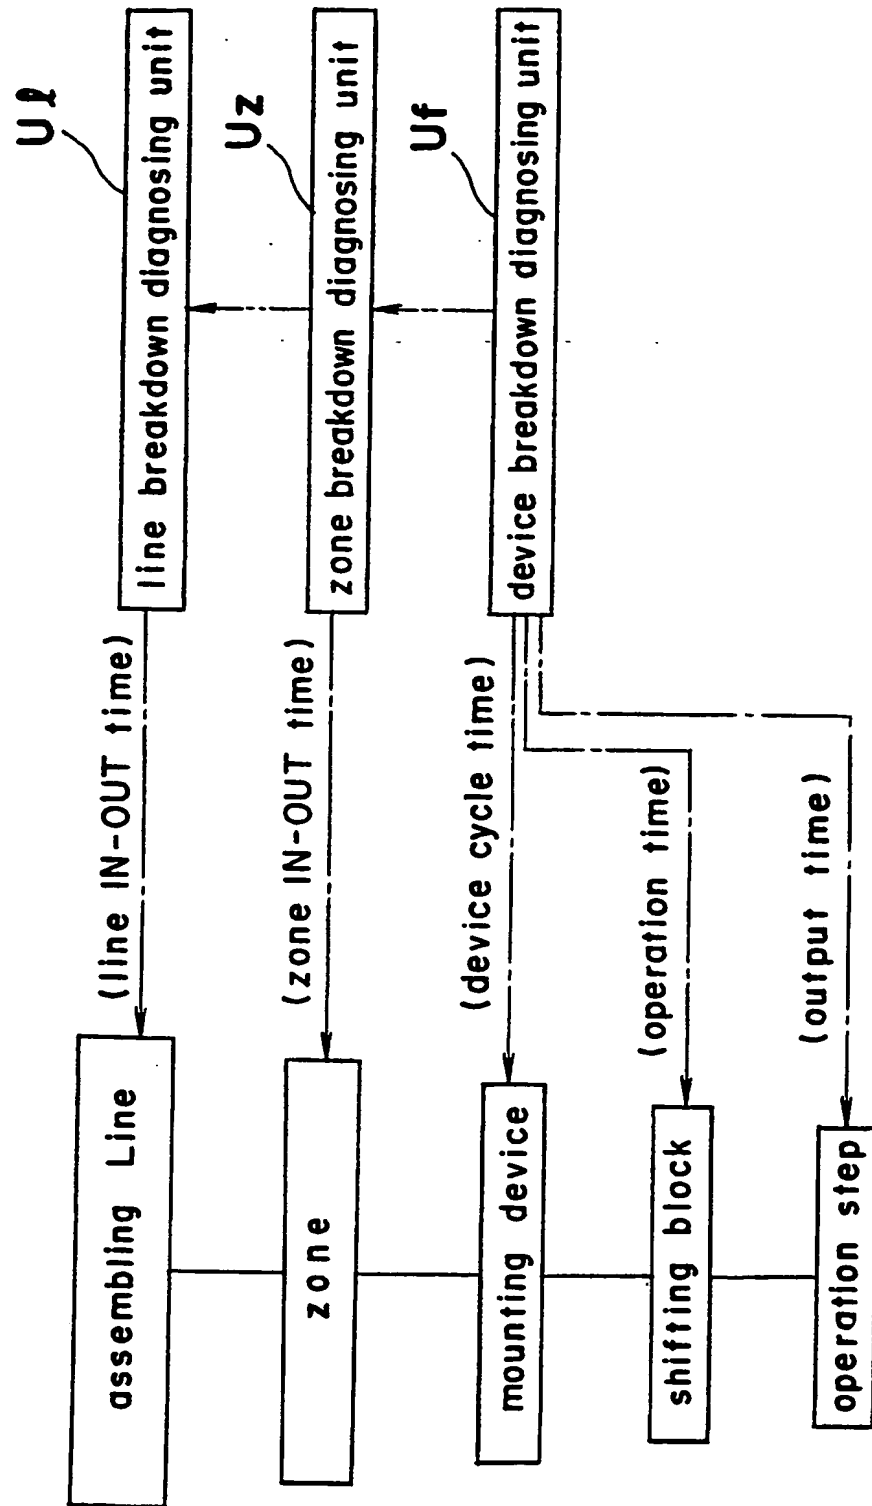 assembling Line
(line IN-OUT time)
line breakdown diagnosing unit
Uℓ
zone
(zone IN-OUT time)
zone breakdown diagnosing unit
Uz
mounting device
(device cycle time)
device breakdown diagnosing unit
Uf
shifting block
(operation time)
operation step
(output time)